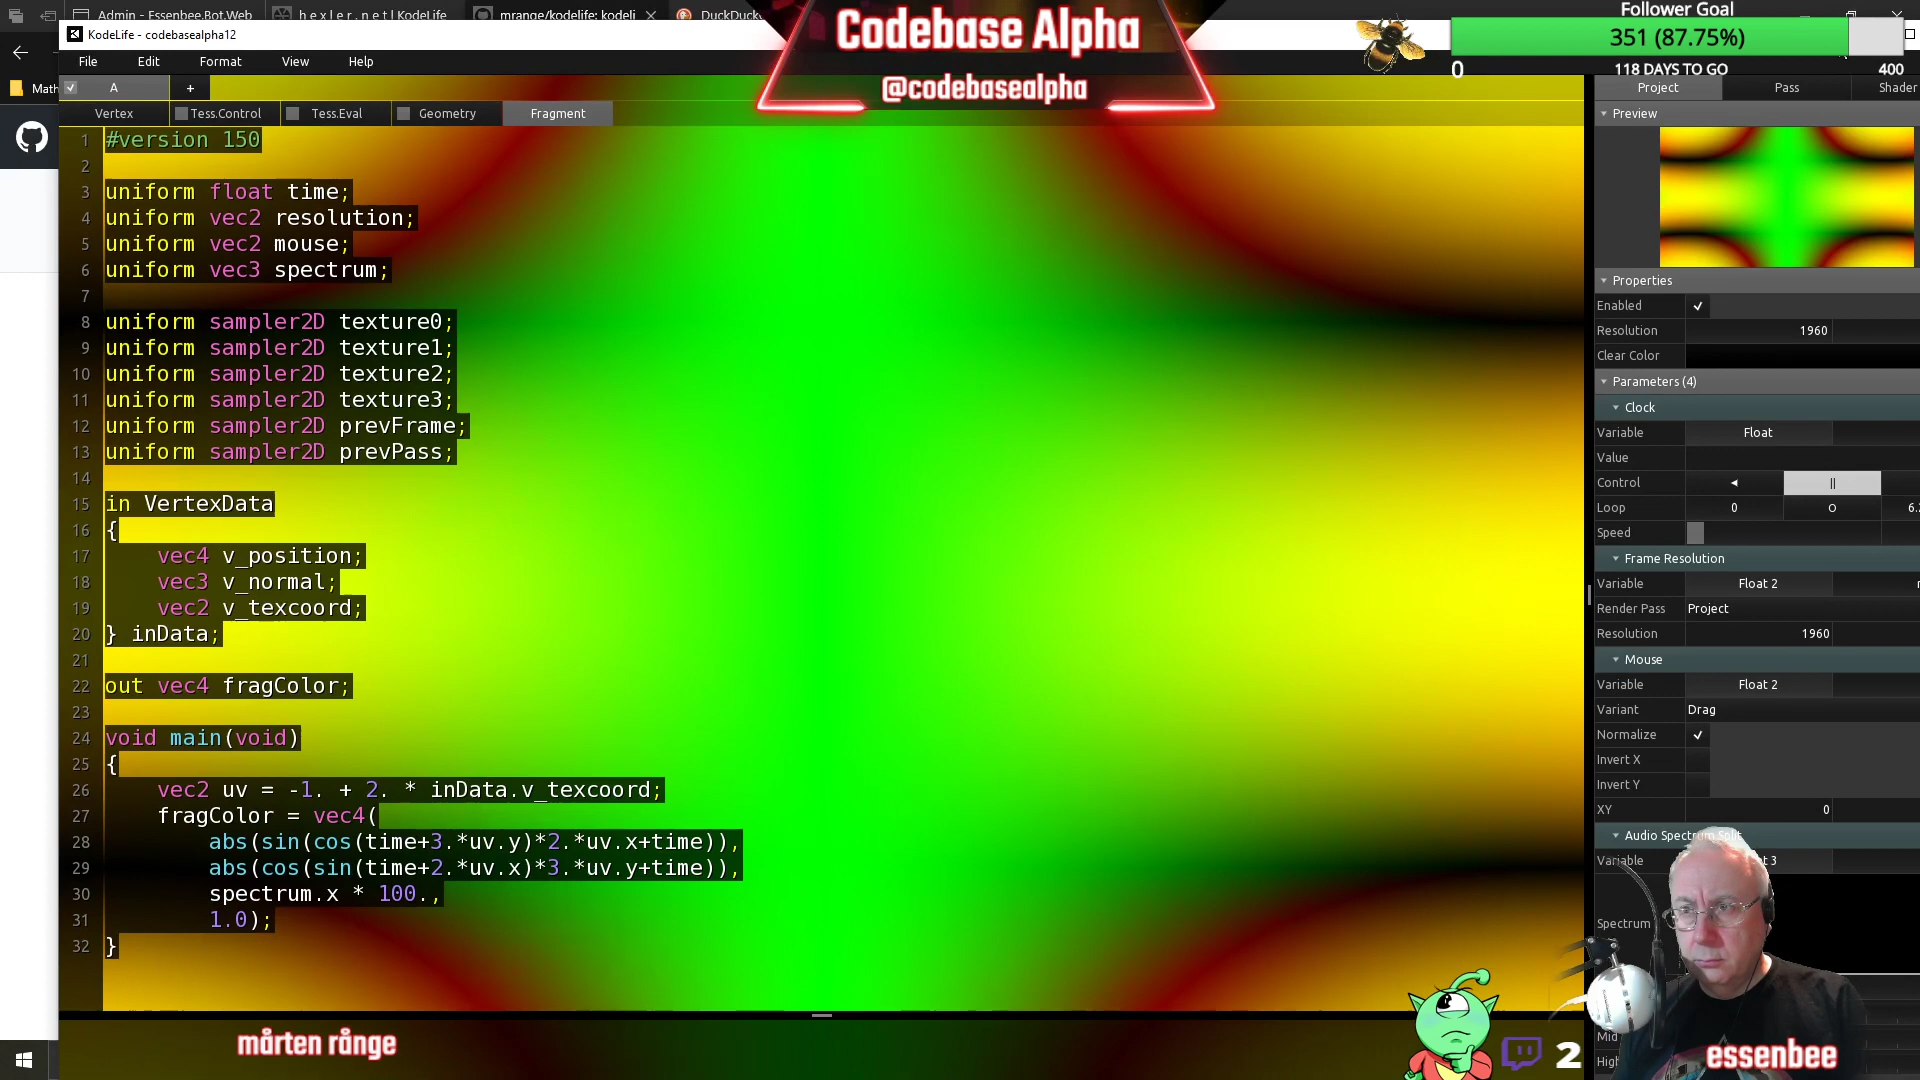 Admin - Essenbee.Bot.Web
h e x l e r . n e t | KodeLife
mrange/kodelife: kodeli
DuckDuck
KodeLife - codebasealpha12
File Edit Format View Help
Math
A
+
Vertex Tess.Control Tess.Eval Geometry Fragment
1 #version 150
2
3 uniform float time;
4 uniform vec2 resolution;
5 uniform vec2 mouse;
6 uniform vec3 spectrum;
7
8 uniform sampler2D texture0;
9 uniform sampler2D texture1;
10 uniform sampler2D texture2;
11 uniform sampler2D texture3;
12 uniform sampler2D prevFrame;
13 uniform sampler2D prevPass;
14
15 in VertexData
16 {
17 vec4 v_position;
18 vec3 v_normal;
19 vec2 v_texcoord;
20 } inData;
21
22 out vec4 fragColor;
23
24 void main(void)
25 {
26 vec2 uv = -1. + 2. * inData.v_texcoord;
27 fragColor = vec4(
28 abs(sin(cos(time+3.*uv.y)*2.*uv.x+time)),
29 abs(cos(sin(time+2.*uv.x)*3.*uv.y+time)),
30 spectrum.x * 100.,
31 1.0);
32 }
Codebase Alpha
@codebasealpha
Follower Goal
351 (87.75%)
0 118 DAYS TO GO 400
Project Pass Shader
Preview
Properties
Enabled
Resolution 1960
Clear Color
Parameters (4)
Clock
Variable Float
Value
Control
Loop 0
Speed
Frame Resolution
Variable Float 2
Render Pass Project
Resolution 1960
Mouse
Variable Float 2
Variant Drag
Normalize
Invert X
Invert Y
XY 0
Audio Spectrum Split
Variable
Spectrum
Mid
High
mårten rånge
2
essenbee